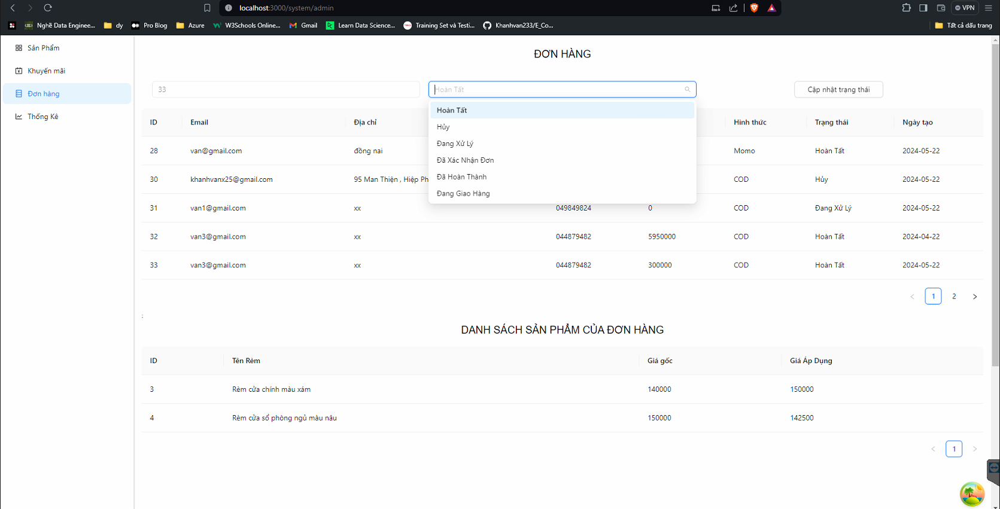 localhost:3000/system/admin
VPN
Nghề Data Enginee...
dy
Pro Blog
Azure
W3Schools Online...
Gmail
Learn Data Science...
Training Set và Testi...
Khanhvan233/E_Co...
Tất cả dấu trang
Sản Phẩm
Khuyến mãi
Đơn hàng
Thống Kê
ĐƠN HÀNG
33
Hoàn Tất
Cập nhật trạng thái
Hoàn Tất
Hủy
Đang Xử Lý
Đã Xác Nhận Đơn
Đã Hoàn Thành
Đang Giao Hàng
ID Email Địa chỉ Hình thức Trạng thái Ngày tạo
28 van@gmail.com đồng nai Momo Hoàn Tất 2024-05-22
30 khanhvanx25@gmail.com 95 Man Thiện , Hiệp Ph COD Hủy 2024-05-22
31 van1@gmail.com xx 049849824 0 COD Đang Xử Lý 2024-05-22
32 van3@gmail.com xx 044879482 5950000 COD Hoàn Tất 2024-04-22
33 van3@gmail.com xx 044879482 300000 COD Hoàn Tất 2024-05-22
< 1 2 >
;
DANH SÁCH SẢN PHẨM CỦA ĐƠN HÀNG
ID Tên Rèm Giá gốc Giá Áp Dụng
3 Rèm cửa chính màu xám 140000 150000
4 Rèm cửa sổ phòng ngủ màu nâu 150000 142500
< 1 >